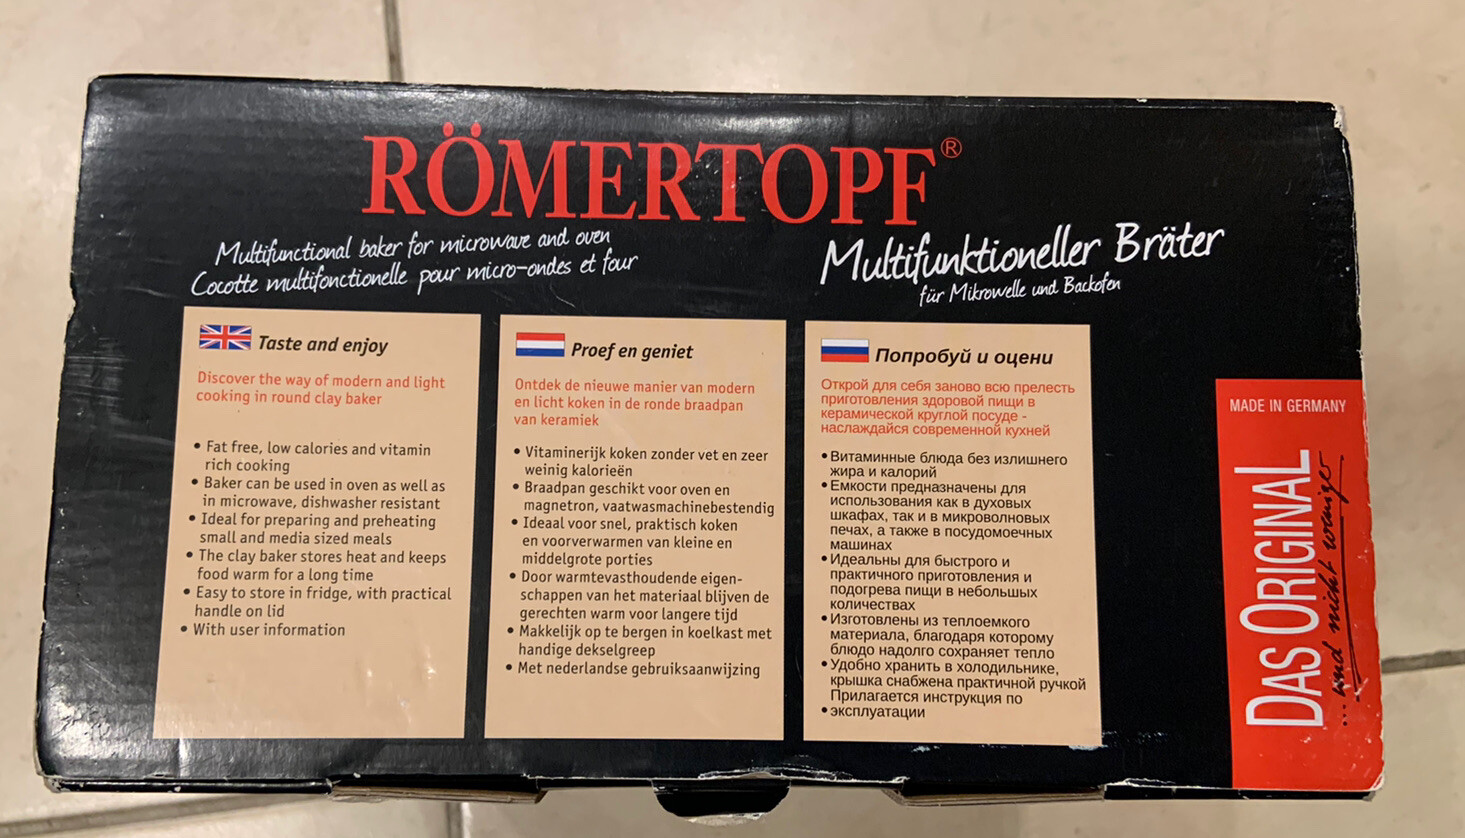 RÖMERTOPF®
Multifunctional baker for microwave and oven
Cocotte multifonctionelle pour micro-ondes et four
Multifunktioneller Bräter
für Mikrowelle und Backofen
Taste and enjoy
Discover the way of modern and light
cooking in round clay baker
• Fat free, low calories and vitamin
rich cooking
• Baker can be used in oven as well as
in microwave, dishwasher resistant
• Ideal for preparing and preheating
small and media sized meals
• The clay baker stores heat and keeps
food warm for a long time
• Easy to store in fridge, with practical
handle on lid
• With user information
Proef en geniet
Ontdek de nieuwe manier van modern
en licht koken in de ronde braadpan
van keramiek
• Vitaminerijk koken zonder vet en zeer
weinig kalorieën
• Braadpan geschikt voor oven en
magnetron, vaatwasmachinebestendig
• Ideaal voor snel, praktisch koken
en voorverwarmen van kleine en
middelgrote porties
• Door warmtevasthoudende eigen-
schappen van het materiaal blijven de
gerechten warm voor langere tijd
• Makkelijk op te bergen in koelkast met
handige dekselgreep
• Met nederlandse gebruiksaanwijzing
Попробуй и оцени
Открой для себя заново всю прелесть
приготовления здоровой пищи в
керамической круглой посуде -
наслаждайся современной кухней
• Витаминные блюда без излишнего
жира и калорий
• Емкости предназначены для
использования как в духовых
шкафах, так и в микроволновых
печах, а также в посудомоечных
машинах
• Идеальны для быстрого и
практичного приготовления и
подогрева пищи в небольшых
количествах
• Изготовлены из теплоемкого
материала, благодаря которому
блюдо надолго сохраняет тепло
• Удобно хранить в холодильнике,
крышка снабжена практичной ручкой
Прилагается инструкция по
• эксплуатации
MADE IN GERMANY
DAS ORIGINAL
... und nicht weniger